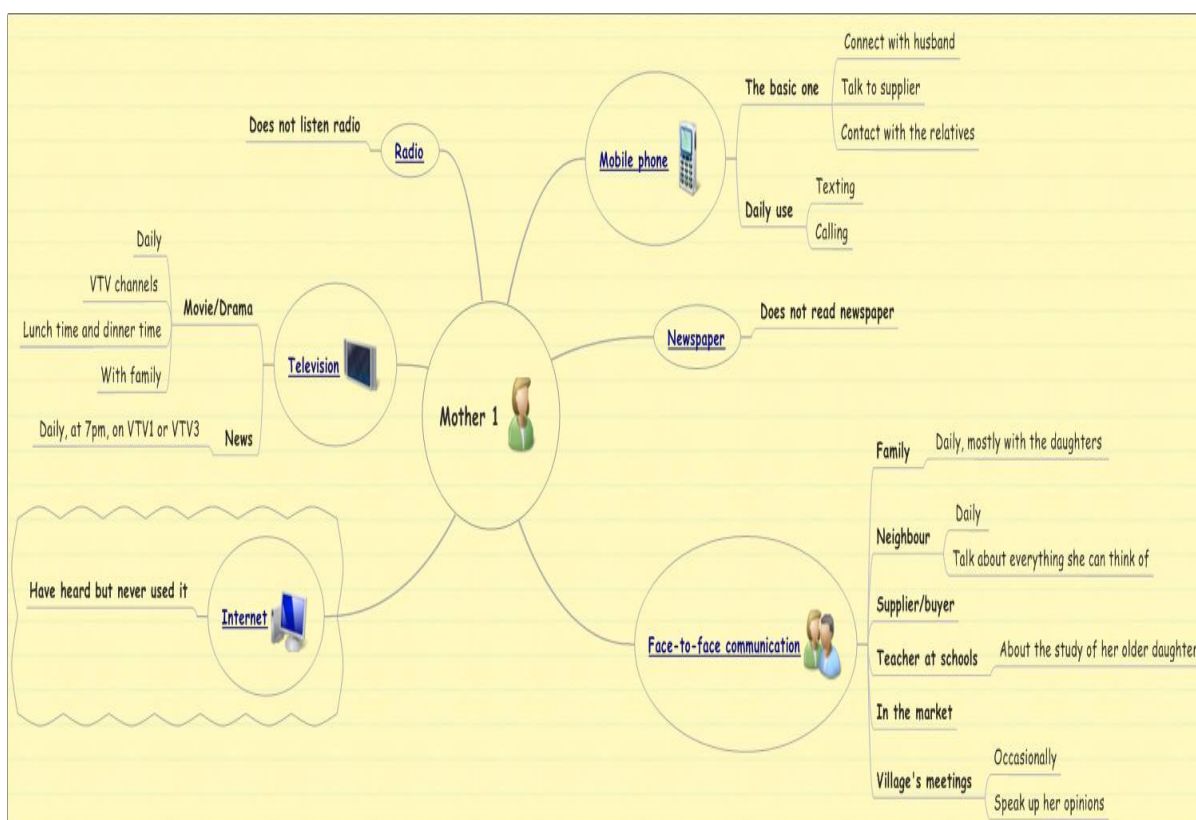 Mother 1
Radio
Does not listen radio
Mobile phone
The basic one
Connect with husband
Talk to supplier
Contact with the relatives
Daily use
Texting
Calling
Television
Movie/Drama
Daily
VTV channels
Lunch time and dinner time
With family
News
Daily, at 7pm, on VTV1 or VTV3
Newspaper
Does not read newspaper
Internet
Have heard but never used it
Face-to-face communication
Family
Daily, mostly with the daughters
Neighbour
Daily
Talk about everything she can think of
Supplier/buyer
Teacher at schools
About the study of her older daughter
In the market
Village's meetings
Occasionally
Speak up her opinions